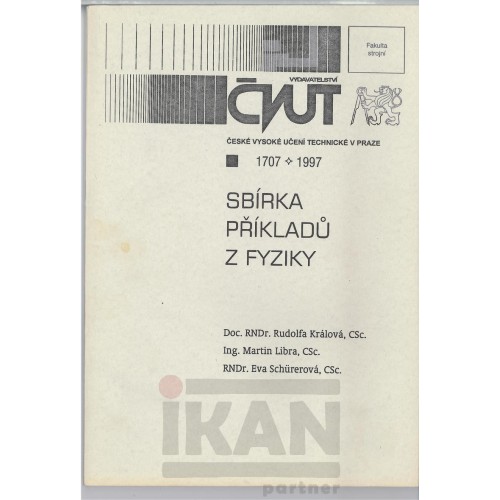 Fakulta
strojní
VYDAVATELSTVÍ
ČVUT
ČESKÉ VYSOKÉ UČENÍ TECHNICKÉ V PRAZE
1707 ✧ 1997
SBÍRKA
PŘÍKLADŮ
Z FYZIKY
Doc. RNDr. Rudolfa Králová, CSc.
Ing. Martin Libra, CSc.
RNDr. Eva Schürerová, CSc.
iKAN
partner